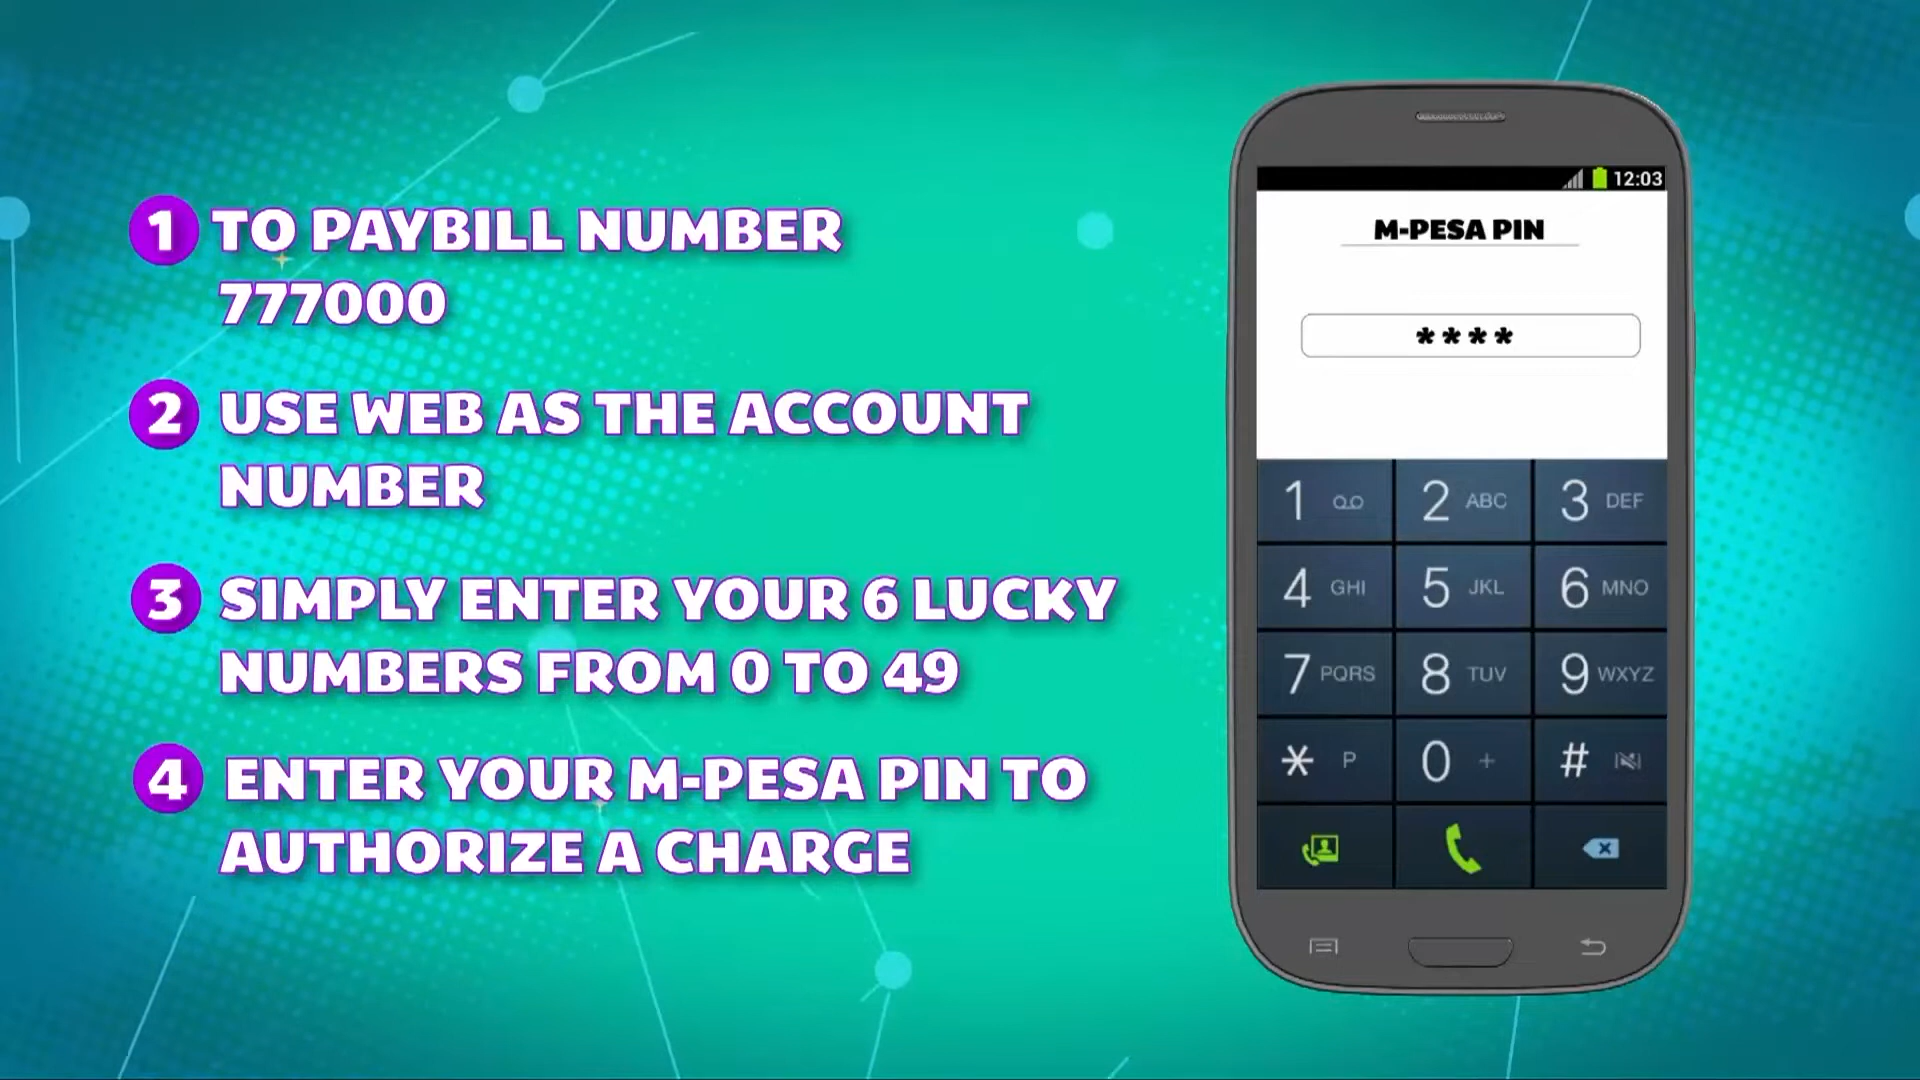 1 TO PAYBILL NUMBER
777000
2 USE WEB AS THE ACCOUNT
NUMBER
3 SIMPLY ENTER YOUR 6 LUCKY
NUMBERS FROM 0 TO 49
4 ENTER YOUR M-PESA PIN TO
AUTHORIZE A CHARGE
12:03
M-PESA PIN
****
1 2 ABC 3 DEF
4 GHI 5 JKL 6 MNO
7 PQRS 8 TUV 9 WXYZ
* P 0 + #